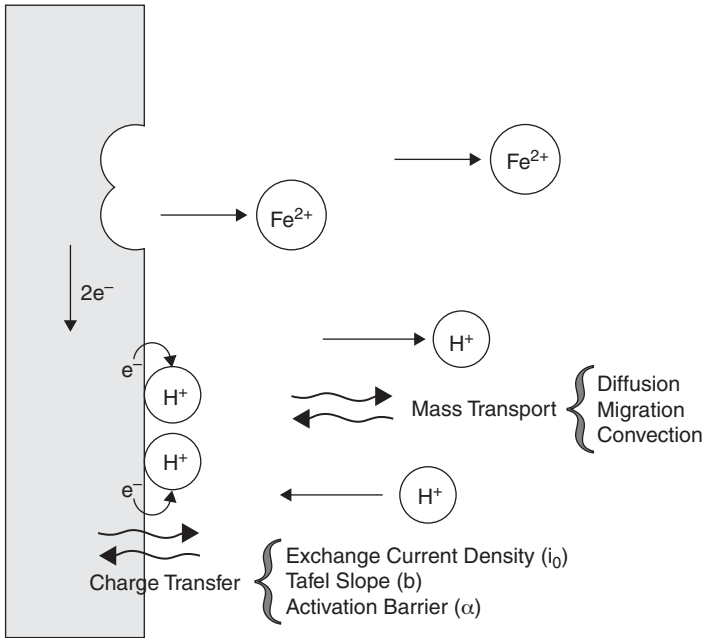 Fe²⁺
Fe²⁺
2e⁻
H⁺
e⁻
H⁺
Mass Transport
Diffusion
Migration
Convection
H⁺
e⁻
H⁺
Charge Transfer
Exchange Current Density (i₀)
Tafel Slope (b)
Activation Barrier (α)